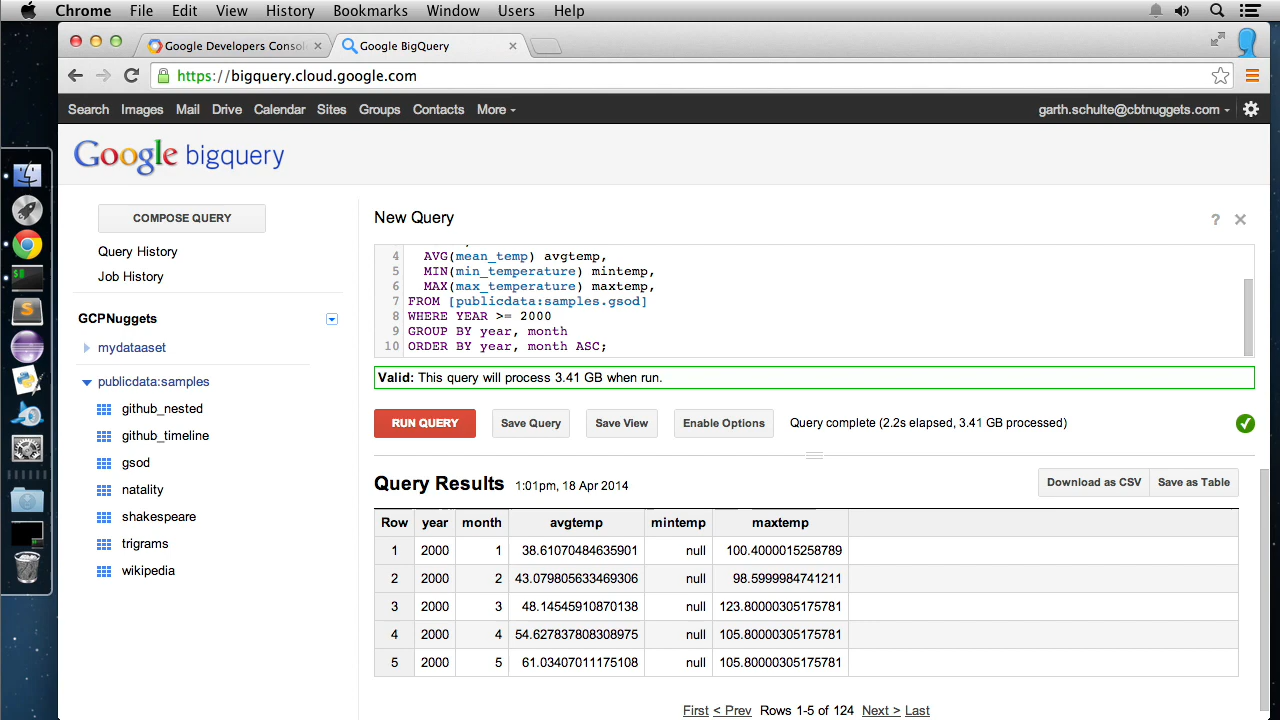 Chrome File Edit View History Bookmarks Window Users Help
Google Developers Consol
Google BigQuery
https://bigquery.cloud.google.com
Search Images Mail Drive Calendar Sites Groups Contacts More
garth.schulte@cbtnuggets.com
Google bigquery
COMPOSE QUERY
Query History
Job History
GCPNuggets
mydataaset
publicdata:samples
github_nested
github_timeline
gsod
natality
shakespeare
trigrams
wikipedia
New Query
? ×
4 AVG(mean_temp) avgtemp,
5 MIN(min_temperature) mintemp,
6 MAX(max_temperature) maxtemp,
7 FROM [publicdata:samples.gsod]
8 WHERE YEAR >= 2000
9 GROUP BY year, month
10 ORDER BY year, month ASC;
Valid: This query will process 3.41 GB when run.
RUN QUERY Save Query Save View Enable Options Query complete (2.2s elapsed, 3.41 GB processed)
Query Results 1:01pm, 18 Apr 2014
Download as CSV Save as Table
Row year month avgtemp mintemp maxtemp
1 2000 1 38.61070484635901 null 100.4000015258789
2 2000 2 43.079805633469306 null 98.5999984741211
3 2000 3 48.14545910870138 null 123.80000305175781
4 2000 4 54.627837808308975 null 105.80000305175781
5 2000 5 61.03407011175108 null 105.80000305175781
First < Prev Rows 1-5 of 124 Next > Last